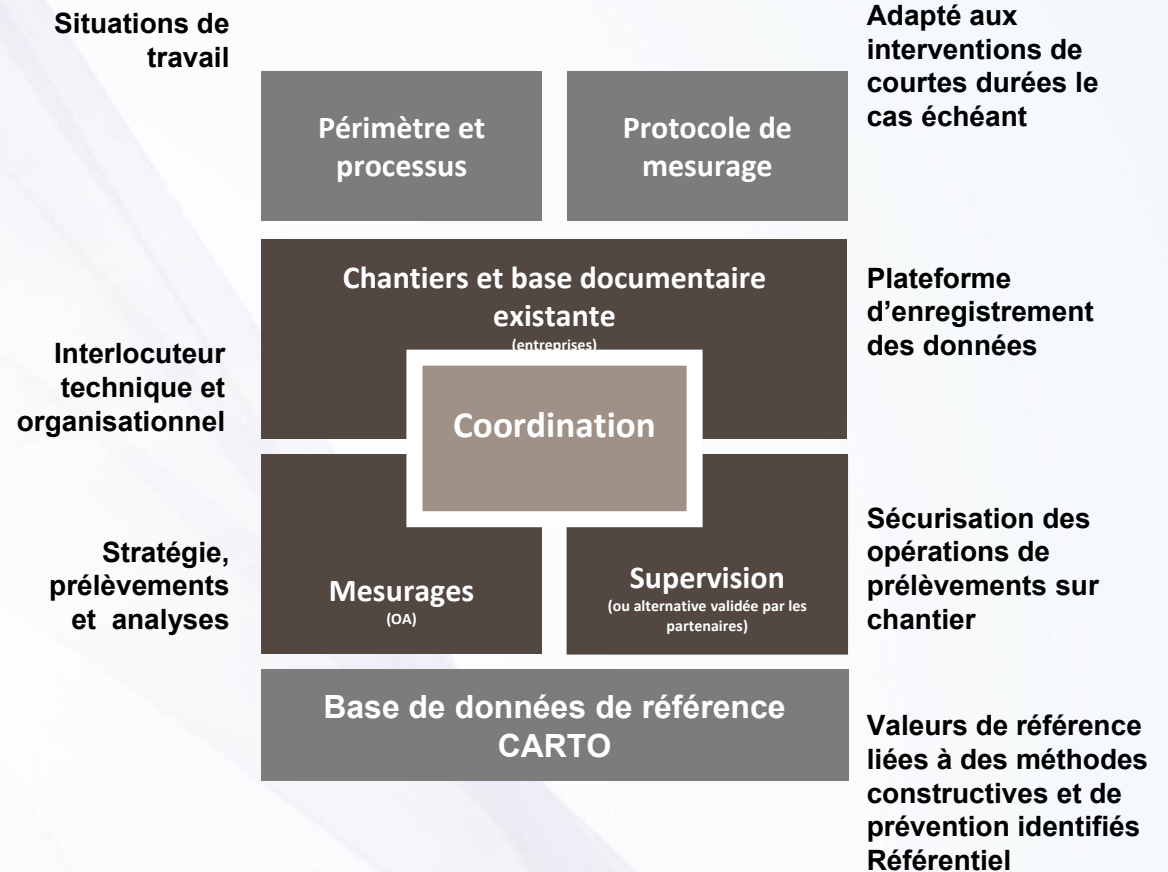 Situations de
travail
Adapté aux
interventions de
courtes durées le
cas échéant
Périmètre et
processus
Protocole de
mesurage
Chantiers et base documentaire
existante
(entreprises)
Plateforme
d’enregistrement
des données
Interlocuteur
technique et
organisationnel
Coordination
Stratégie,
prélèvements
et analyses
Mesurages
(OA)
Supervision
(ou alternative validée par les
partenaires)
Sécurisation des
opérations de
prélèvements sur
chantier
Base de données de référence
CARTO
Valeurs de référence
liées à des méthodes
constructives et de
prévention identifiés
Référentiel